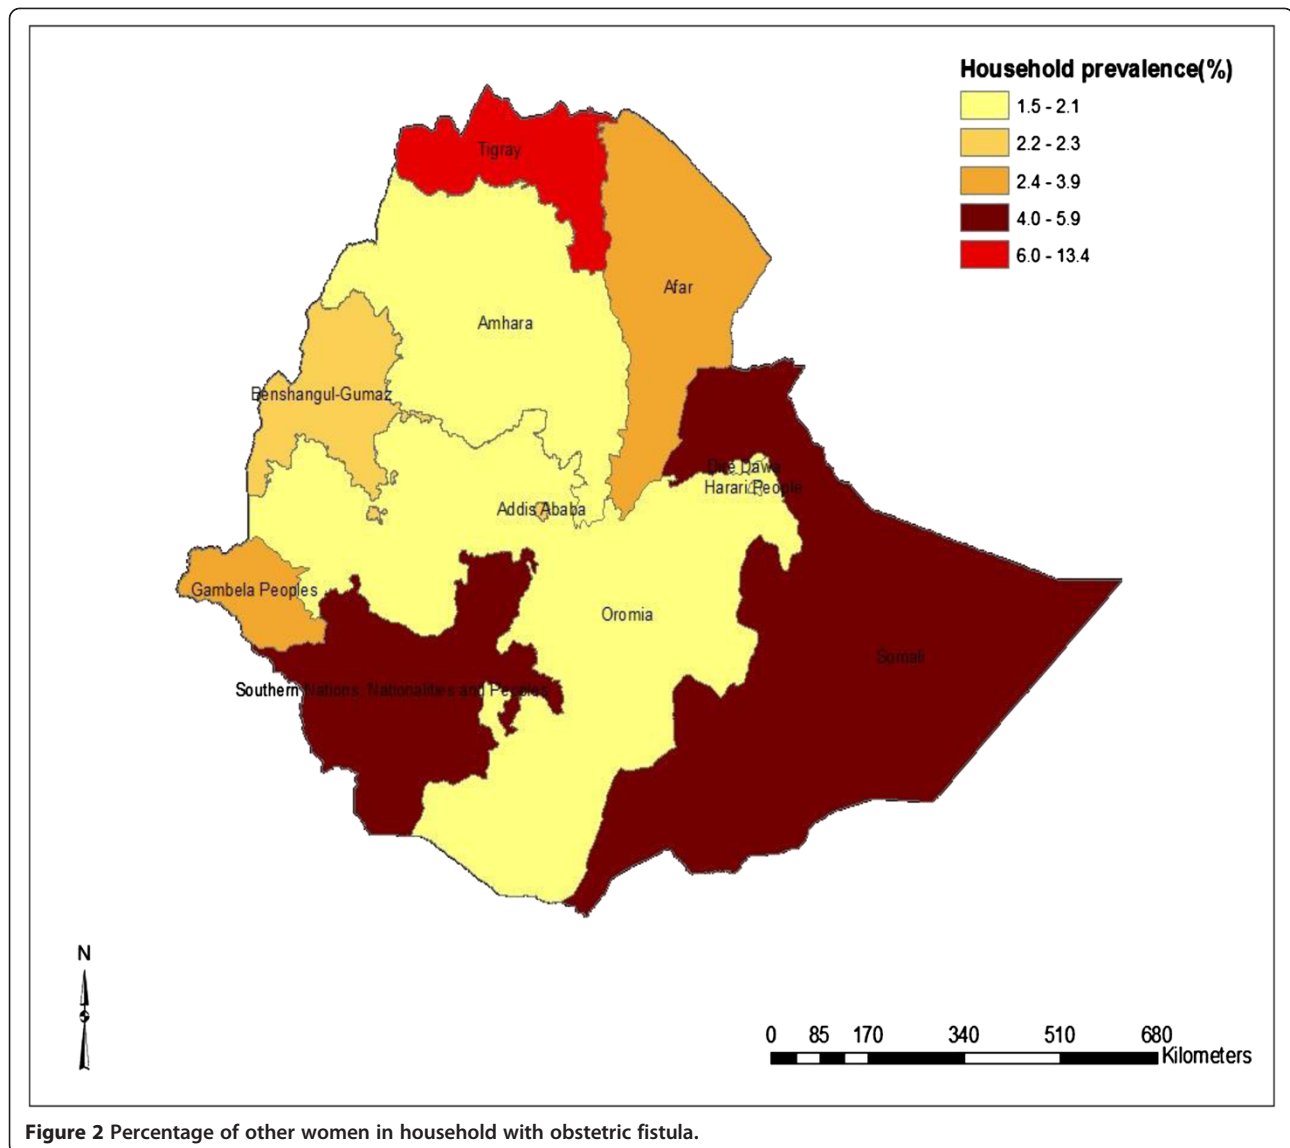 Household prevalence(%)
1.5 - 2.1
2.2 - 2.3
2.4 - 3.9
4.0 - 5.9
6.0 - 13.4
Tigray
Afar
Amhara
Benshangul-Gumaz
Dire Dawa
Harari People
Addis Ababa
Gambela Peoples
Oromia
Somali
Southern Nations, Nationalities and Peoples
N
0 85 170 340 510 680
Kilometers
Figure 2 Percentage of other women in household with obstetric fistula.